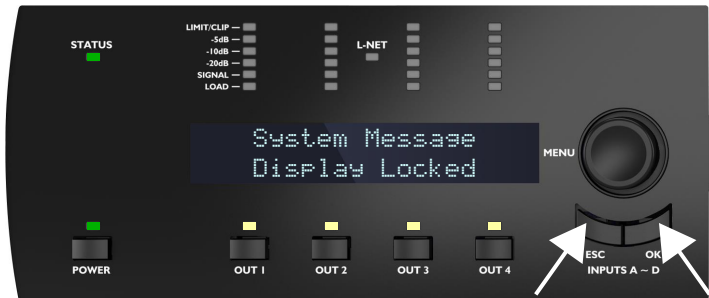 STATUS
LIMIT/CLIP
-5dB
-10dB
-20dB
SIGNAL
LOAD
L-NET
System Message
Display Locked
MENU
POWER
OUT 1
OUT 2
OUT 3
OUT 4
ESC
OK
INPUTS A ~ D